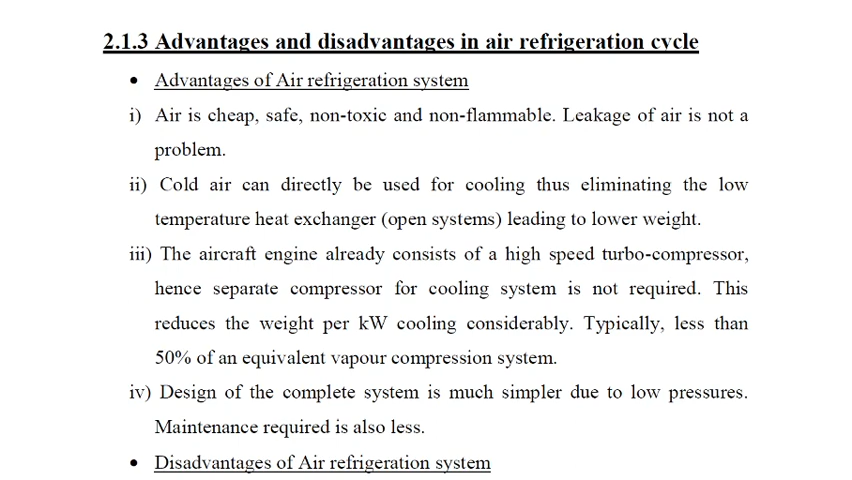 2.1.3 Advantages and disadvantages in air refrigeration cycle
• Advantages of Air refrigeration system
i) Air is cheap, safe, non-toxic and non-flammable. Leakage of air is not a
problem.
ii) Cold air can directly be used for cooling thus eliminating the low
temperature heat exchanger (open systems) leading to lower weight.
iii) The aircraft engine already consists of a high speed turbo-compressor,
hence separate compressor for cooling system is not required. This
reduces the weight per kW cooling considerably. Typically, less than
50% of an equivalent vapour compression system.
iv) Design of the complete system is much simpler due to low pressures.
Maintenance required is also less.
• Disadvantages of Air refrigeration system